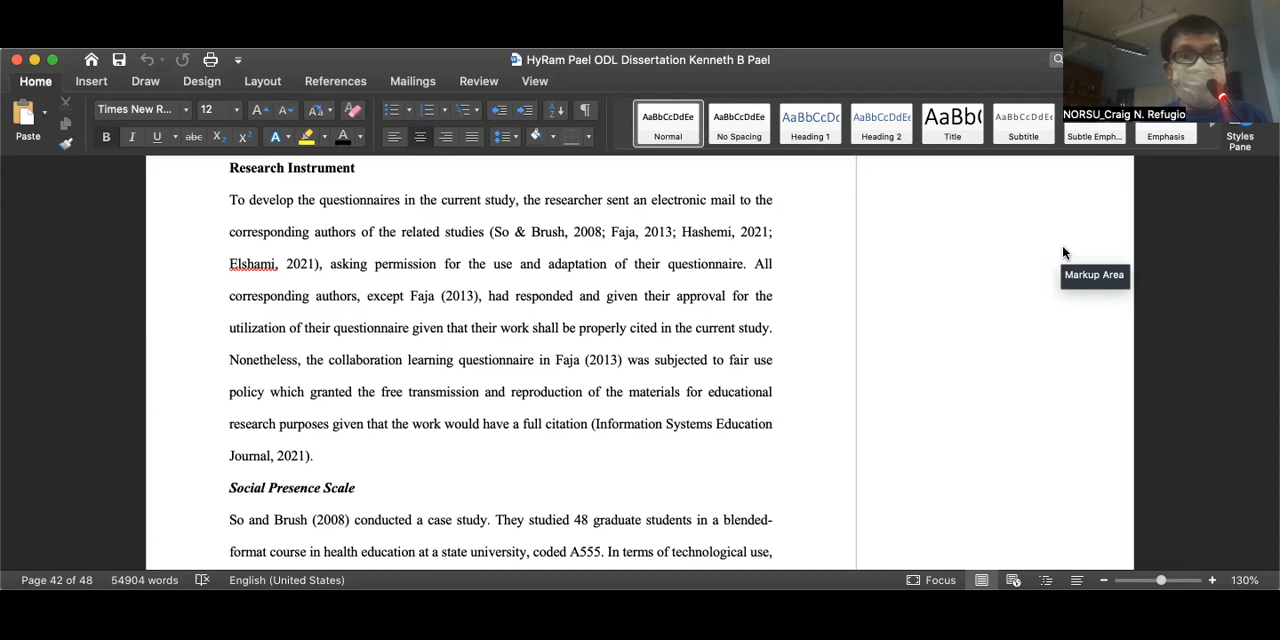 HyRam Pael ODL Dissertation Kenneth B Pael
Home Insert Draw Design Layout References Mailings Review View
NORSU_Craig N. Refugio
Paste
Times New R... 12
AaBbCcDdEe Normal
AaBbCcDdEe No Spacing
AaBbCcDc Heading 1
AaBbCcDdEe Heading 2
AaBb( Title
AaBbCcDdEe Subtitle
Subtle Emph...
Emphasis
Styles Pane
Research Instrument
To develop the questionnaires in the current study, the researcher sent an electronic mail to the
corresponding authors of the related studies (So & Brush, 2008; Faja, 2013; Hashemi, 2021;
Elshami, 2021), asking permission for the use and adaptation of their questionnaire. All
corresponding authors, except Faja (2013), had responded and given their approval for the
utilization of their questionnaire given that their work shall be properly cited in the current study.
Nonetheless, the collaboration learning questionnaire in Faja (2013) was subjected to fair use
policy which granted the free transmission and reproduction of the materials for educational
research purposes given that the work would have a full citation (Information Systems Education
Journal, 2021).
Social Presence Scale
So and Brush (2008) conducted a case study. They studied 48 graduate students in a blended-
format course in health education at a state university, coded A555. In terms of technological use,
Markup Area
Page 42 of 48 54904 words English (United States) Focus 130%